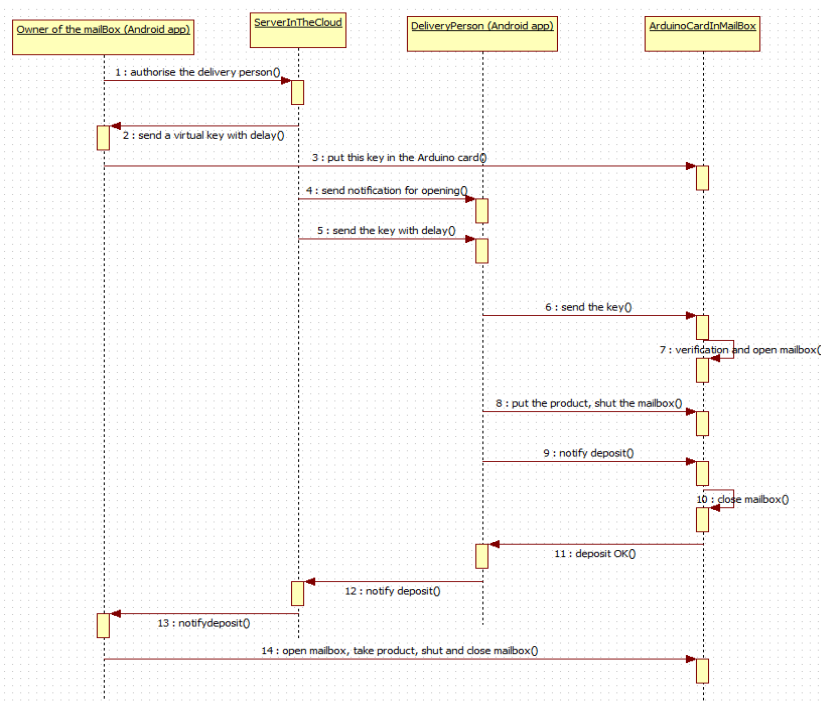 Owner of the mailBox (Android app)
ServerInTheCloud
DeliveryPerson (Android app)
ArduinoCardInMailBox
1 : authorise the delivery person()
2 : send a virtual key with delay()
3 : put this key in the Arduino card()
4 : send notification for opening()
5 : send the key with delay()
6 : send the key()
7 : verification and open mailbox(
8 : put the product, shut the mailbox()
9 : notify deposit()
10 : close mailbox()
11 : deposit OK()
12 : notify deposit()
13 : notifydeposit()
14 : open mailbox, take product, shut and close mailbox()